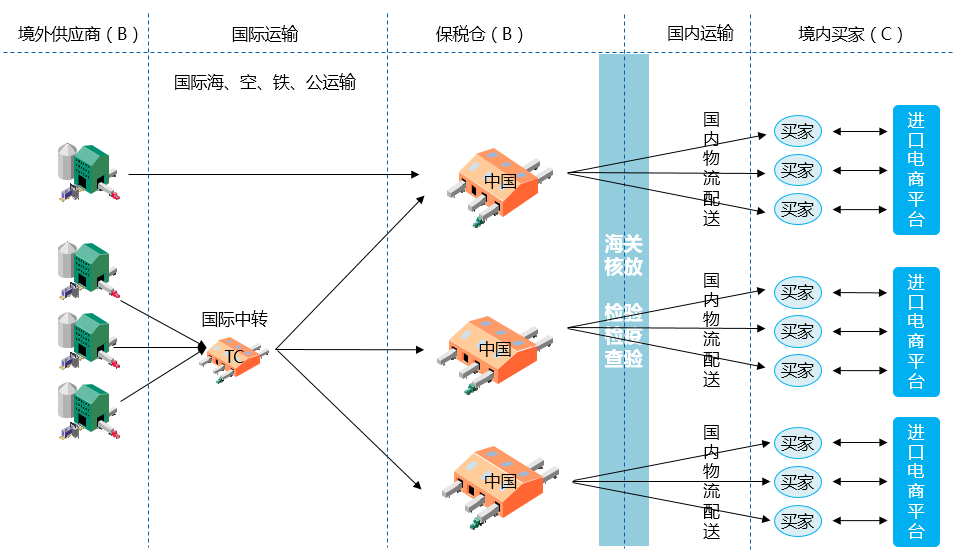 境外供应商（B）
国际运输
保税仓（B）
国内运输
境内买家（C）
国际海、空、铁、公运输
中国
国内物流配送
买家
买家
买家
进口电商平台
海关
核放
国际中转
TC
中国
检验
检疫
查验
国内物流配送
买家
买家
买家
进口电商平台
中国
国内物流配送
买家
买家
买家
进口电商平台